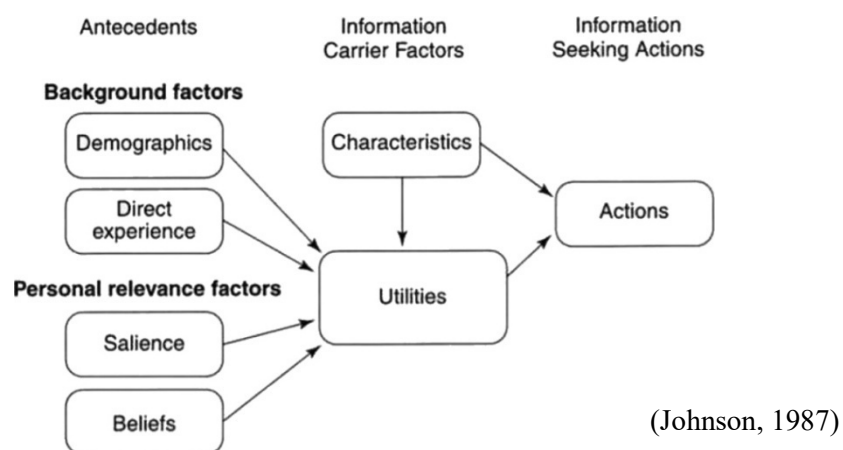 Antecedents
Information
Carrier Factors
Information
Seeking Actions
Background factors
Demographics
Direct
experience
Personal relevance factors
Salience
Beliefs
Characteristics
Utilities
Actions
(Johnson, 1987)